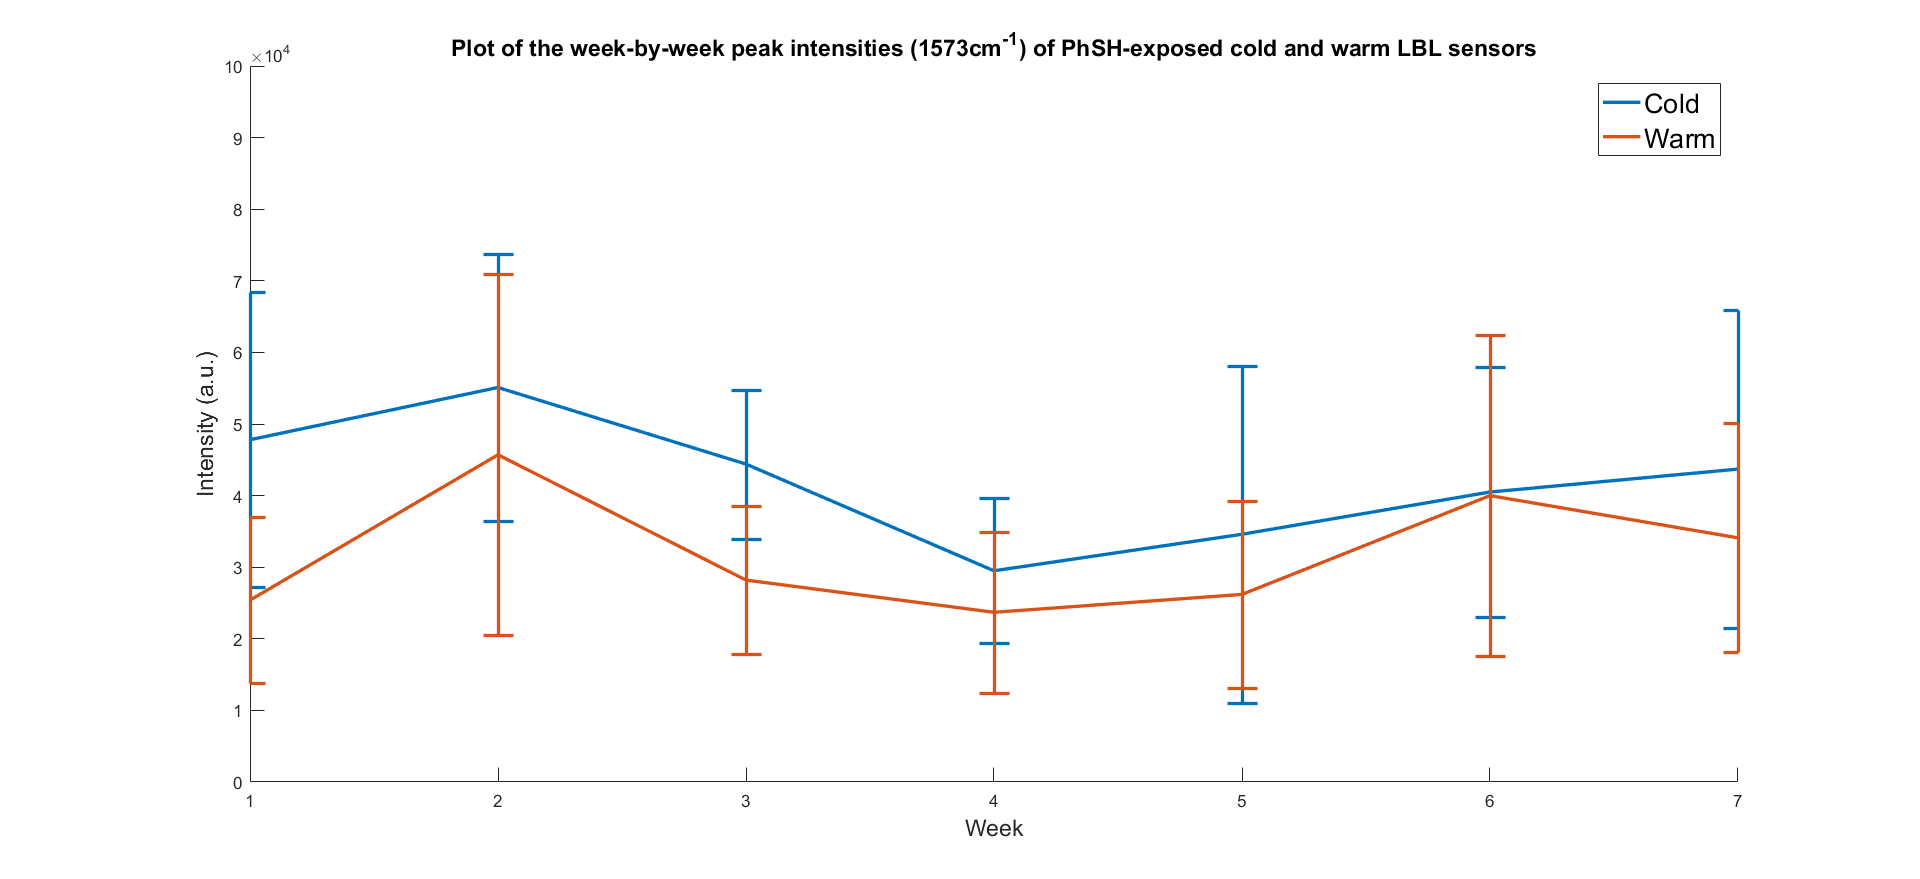 Plot of the week-by-week peak intensities (1573cm⁻¹) of PhSH-exposed cold and warm LBL sensors
×10⁴
10
9
8
7
6
5
4
3
2
1
0
Intensity (a.u.)
Cold
Warm
1 2 3 4 5 6 7
Week